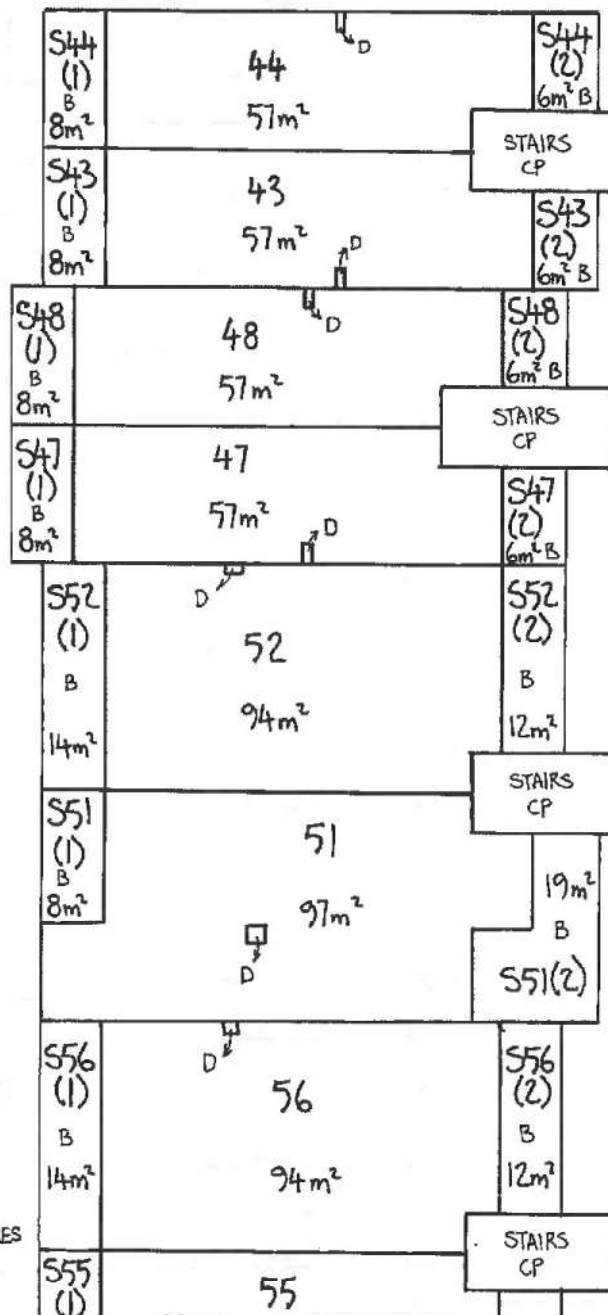 S44
(1)
B
8m²
44
57m²
D
S44
(2)
6m² B
STAIRS
CP
S43
(1)
B
8m²
43
57m²
D
S43
(2)
6m² B
S48
(1)
B
8m²
48
57m²
D
S48
(2)
6m² B
STAIRS
CP
S47
(1)
B
8m²
47
57m²
D
S47
(2)
6m² B
S52
(1)
B
14m²
D
52
94m²
S52
(2)
B
12m²
STAIRS
CP
S51
(1)
B
8m²
51
97m²
D
19m²
B
S51(2)
S56
(1)
B
14m²
D
56
94m²
S56
(2)
B
12m²
STAIRS
CP
S55
(1)
55